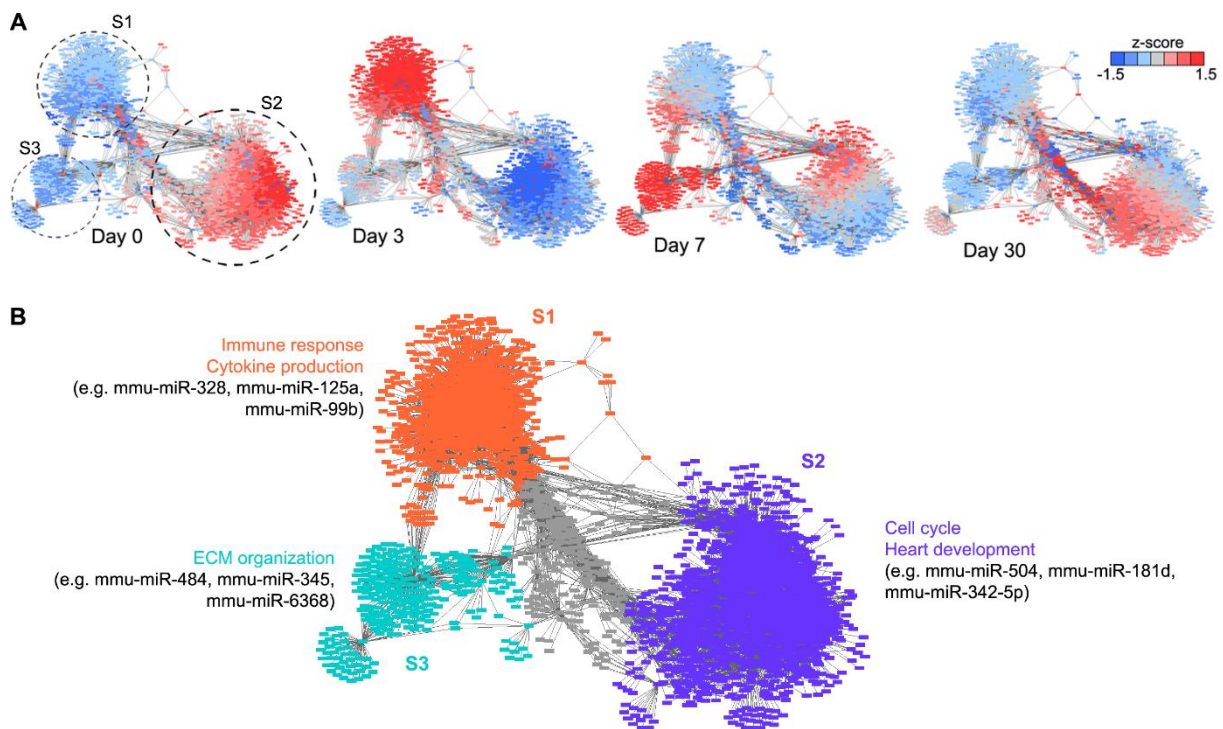 A
S1
S2
S3
Day 0
Day 3
Day 7
Day 30
z-score
-1.5 1.5
B
S1
Immune response
Cytokine production
(e.g. mmu-miR-328, mmu-miR-125a,
mmu-miR-99b)
S2
ECM organization
(e.g. mmu-miR-484, mmu-miR-345,
mmu-miR-6368)
Cell cycle
Heart development
(e.g. mmu-miR-504, mmu-miR-181d,
mmu-miR-342-5p)
S3